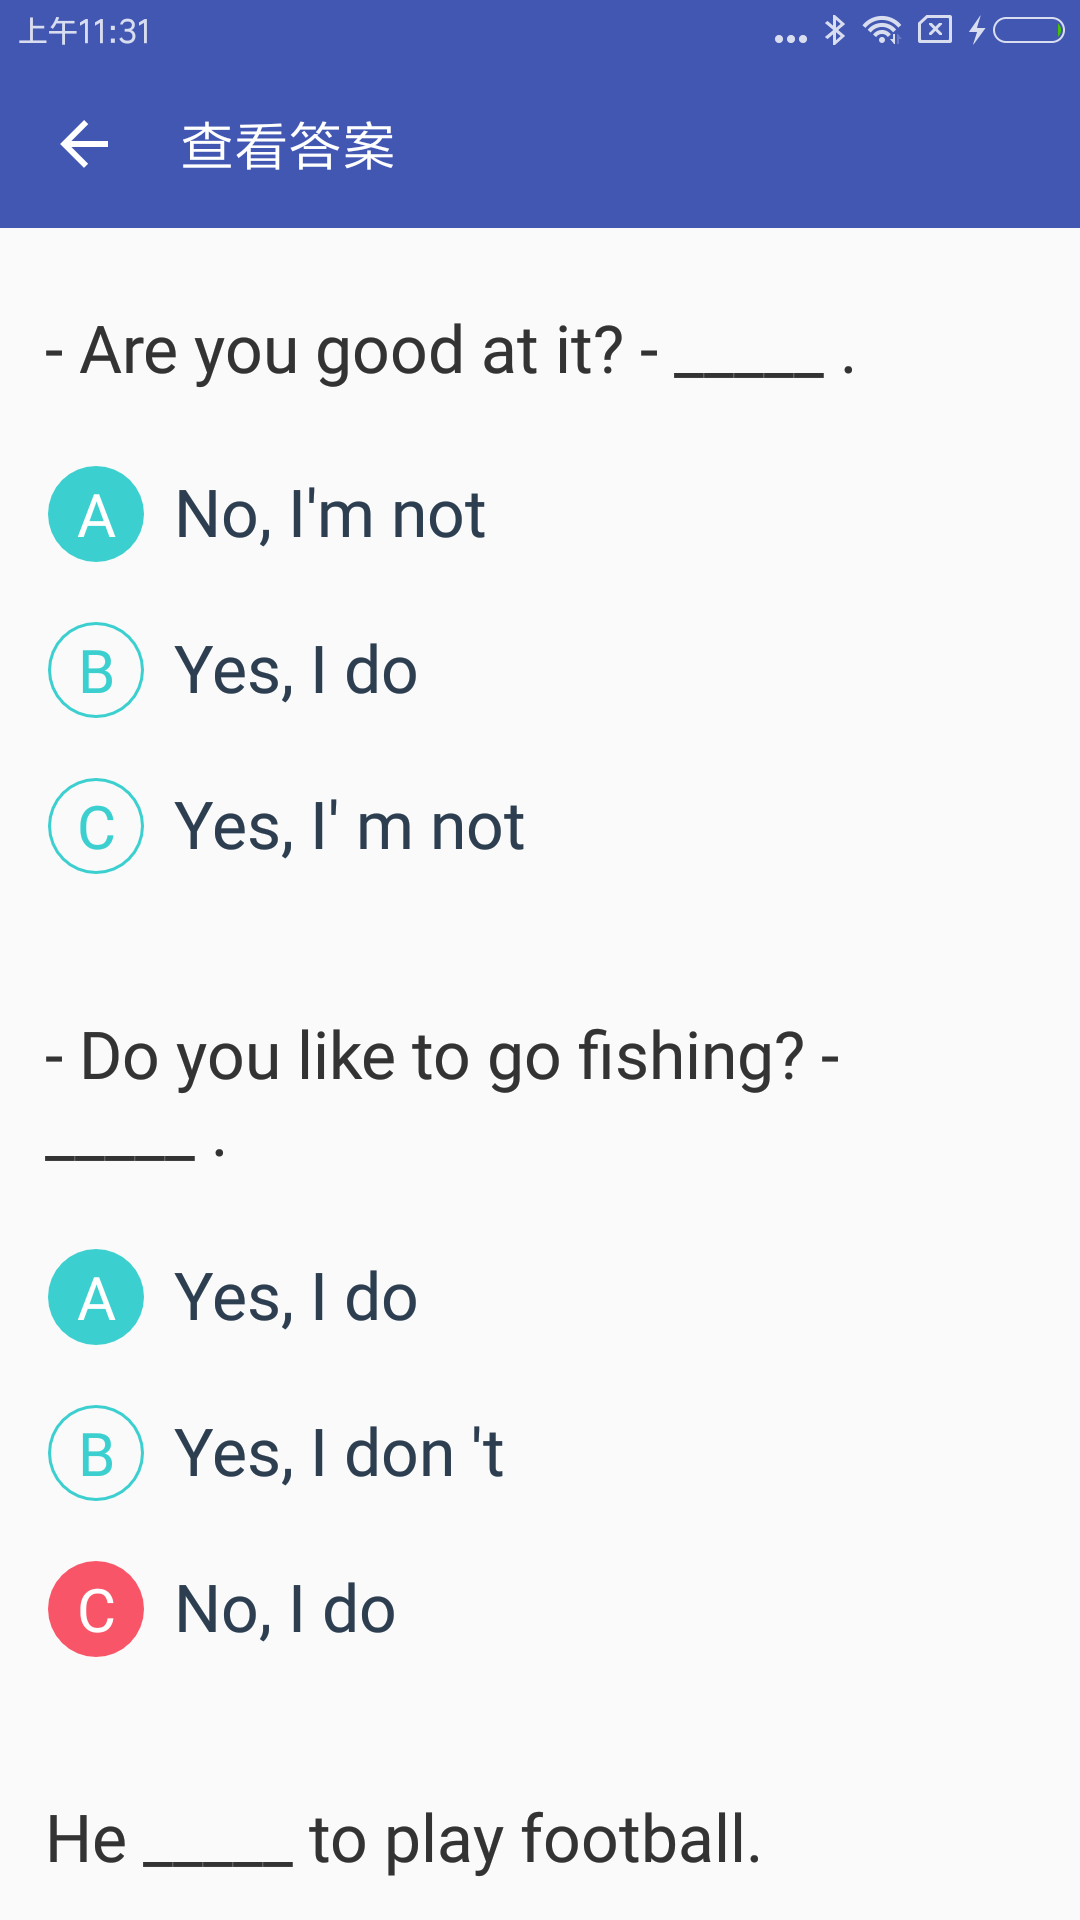 上午11:31
查看答案
- Are you good at it? - _____ .
A No, I'm not
B Yes, I do
C Yes, I' m not
- Do you like to go fishing? -
_____ .
A Yes, I do
B Yes, I don 't
C No, I do
He _____ to play football.